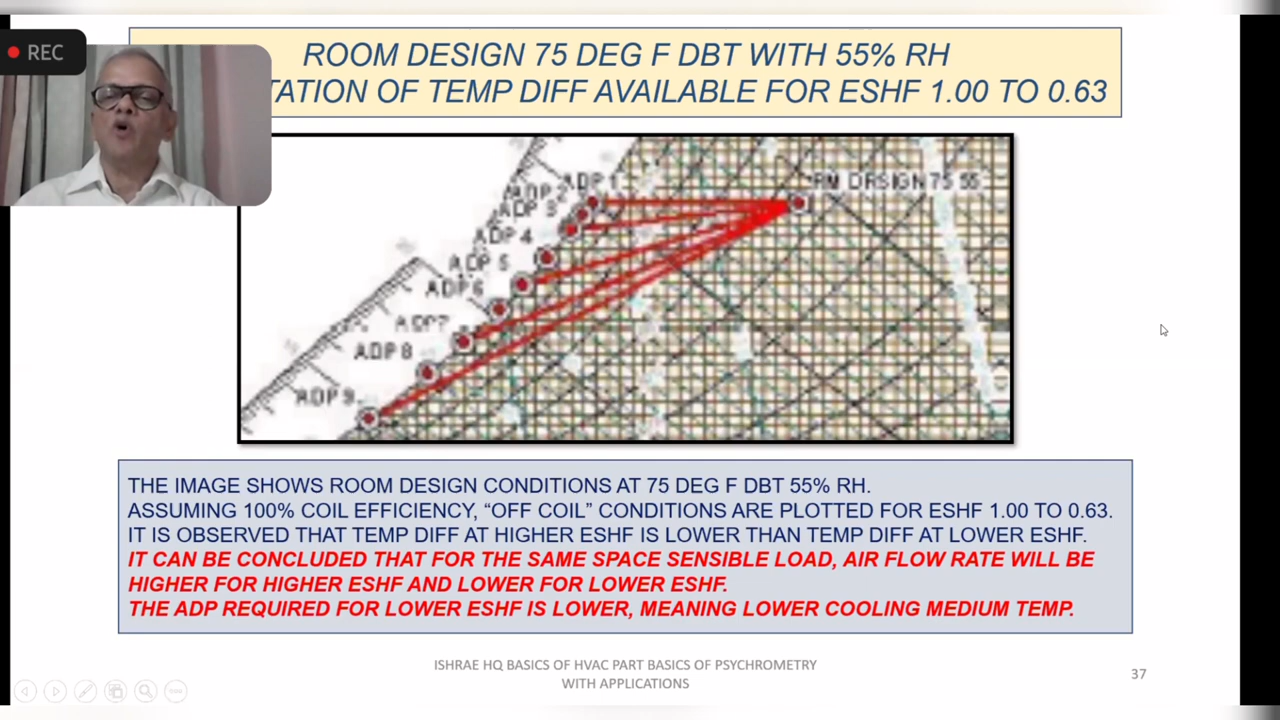 REC
ROOM DESIGN 75 DEG F DBT WITH 55% RH
TATION OF TEMP DIFF AVAILABLE FOR ESHF 1.00 TO 0.63
ADP 1
ADP 2
ADP 3
RM DRSIGN 75 55
ADP 4
ADP 5
ADP 6
ADP7
ADP 8
ADP 9
THE IMAGE SHOWS ROOM DESIGN CONDITIONS AT 75 DEG F DBT 55% RH.
ASSUMING 100% COIL EFFICIENCY, “OFF COIL” CONDITIONS ARE PLOTTED FOR ESHF 1.00 TO 0.63.
IT IS OBSERVED THAT TEMP DIFF AT HIGHER ESHF IS LOWER THAN TEMP DIFF AT LOWER ESHF.
IT CAN BE CONCLUDED THAT FOR THE SAME SPACE SENSIBLE LOAD, AIR FLOW RATE WILL BE
HIGHER FOR HIGHER ESHF AND LOWER FOR LOWER ESHF.
THE ADP REQUIRED FOR LOWER ESHF IS LOWER, MEANING LOWER COOLING MEDIUM TEMP.
ISHRAE HQ BASICS OF HVAC PART BASICS OF PSYCHROMETRY
WITH APPLICATIONS
37